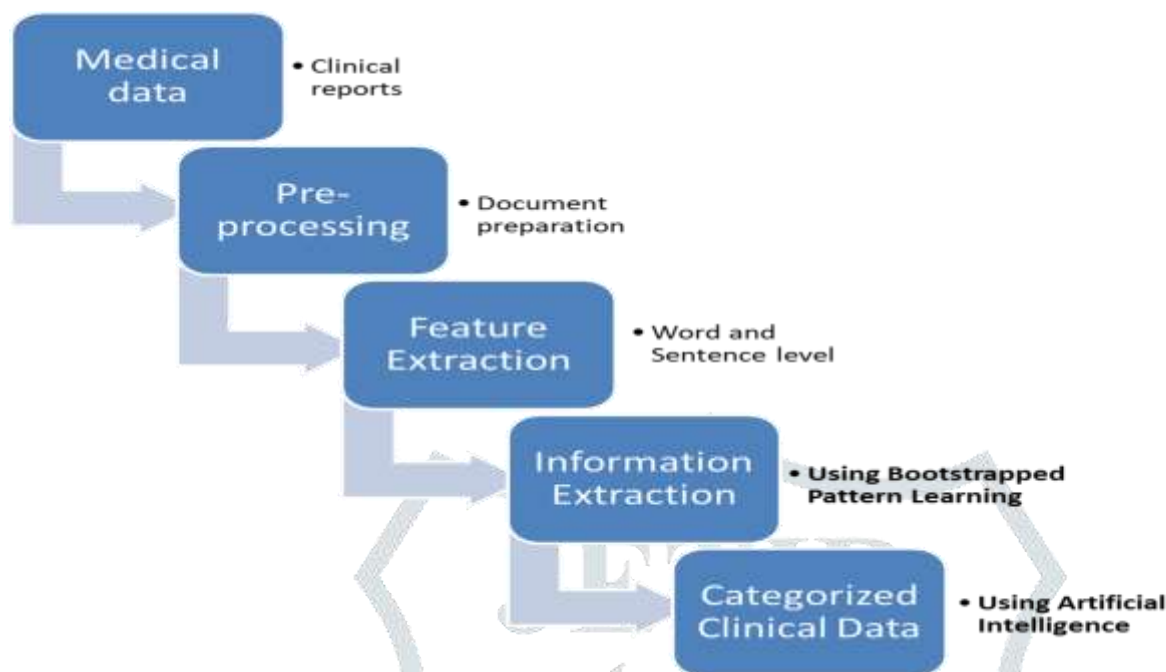 Medical
data
• Clinical
reports
Pre-
processing
• Document
preparation
Feature
Extraction
• Word and
Sentence level
Information
Extraction
• Using Bootstrapped
Pattern Learning
Categorized
Clinical Data
• Using Artificial
Intelligence